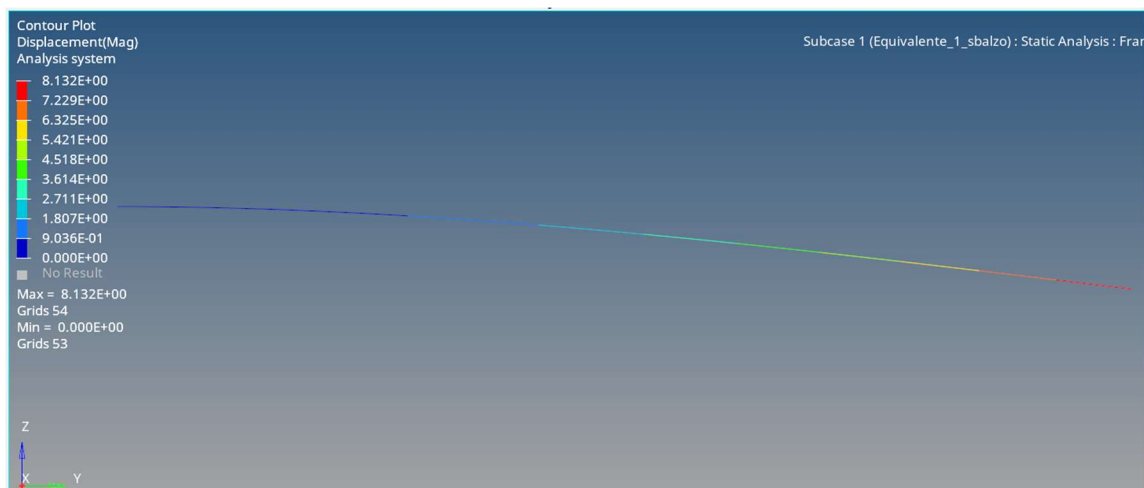 Contour Plot
Displacement(Mag)
Analysis system
Subcase 1 (Equivalente_1_sbalzo) : Static Analysis : Fra
8.132E+00
7.229E+00
6.325E+00
5.421E+00
4.518E+00
3.614E+00
2.711E+00
1.807E+00
9.036E-01
0.000E+00
No Result
Max = 8.132E+00
Grids 54
Min = 0.000E+00
Grids 53
Z
X Y